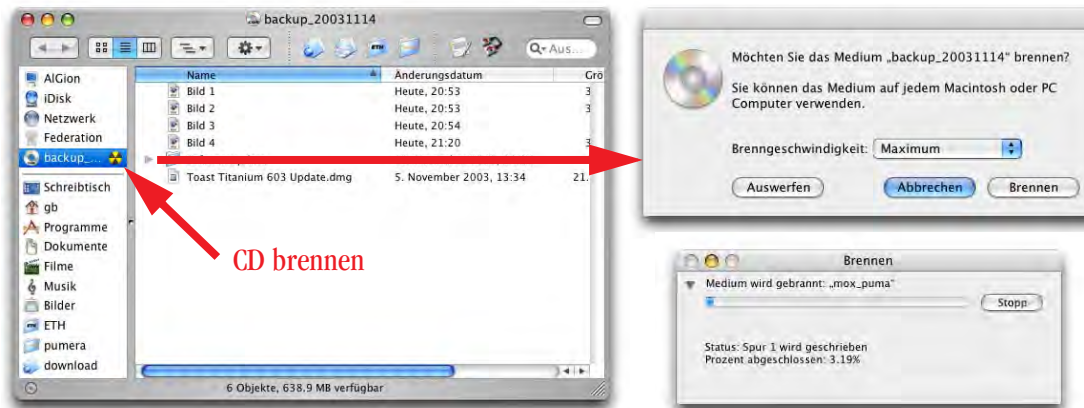 backup_20031114
Aus...
AlGion
iDisk
Netzwerk
Federation
backup_...
Schreibtisch
gb
Programme
Dokumente
Filme
Musik
Bilder
ETH
pumera
download
Name Änderungsdatum Grö
Bild 1 Heute, 20:53 3
Bild 2 Heute, 20:53 3
Bild 3 Heute, 20:54
Bild 4 Heute, 21:20 3
Toast Titanium 603 Update.dmg 5. November 2003, 13:34 21.
CD brennen
6 Objekte, 638.9 MB verfügbar
Möchten Sie das Medium „backup_20031114“ brennen?
Sie können das Medium auf jedem Macintosh oder PC
Computer verwenden.
Brenngeschwindigkeit: Maximum
Auswerfen Abbrechen Brennen
Brennen
Medium wird gebrannt: „mox_puma“
Stopp
Status: Spur 1 wird geschrieben
Prozent abgeschlossen: 3.19%